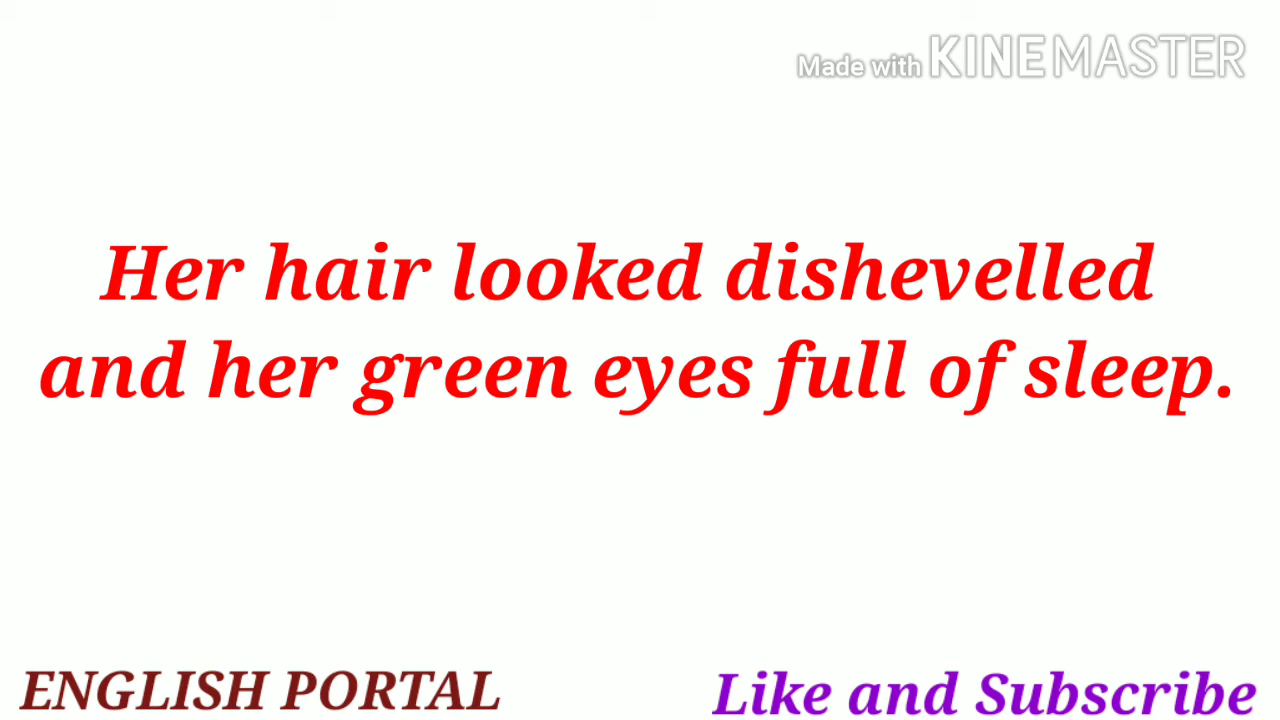 Made with KINEMASTER
Her hair looked dishevelled
and her green eyes full of sleep.
ENGLISH PORTAL
Like and Subscribe